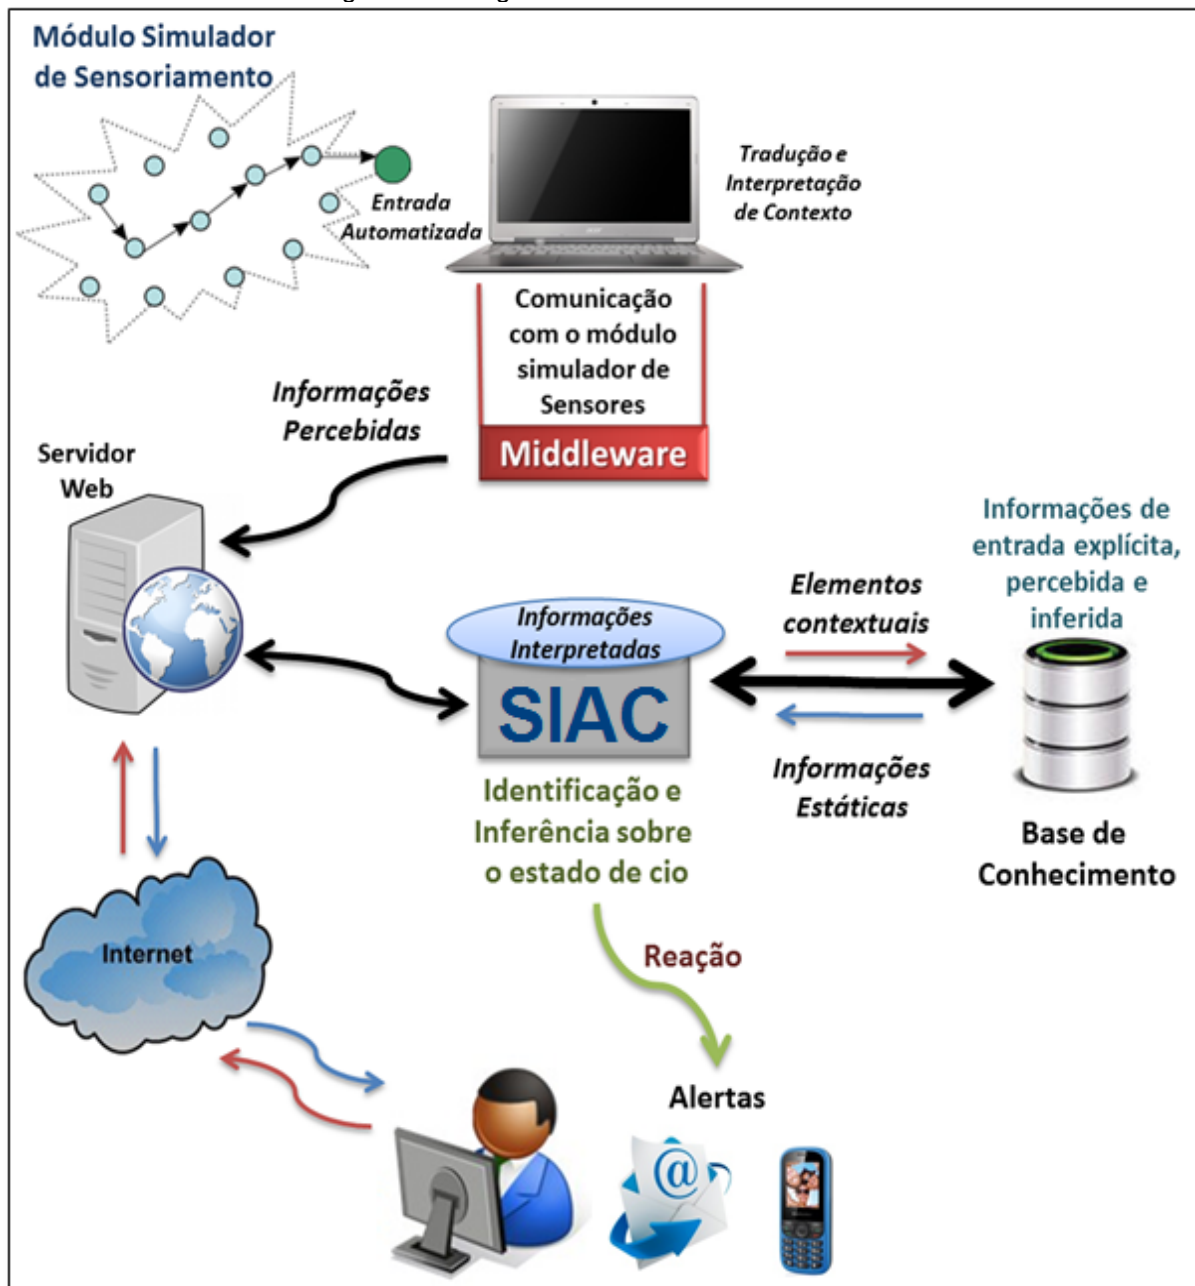 Módulo Simulador
de Sensoriamento
Entrada
Automatizada
Tradução e
Interpretação
de Contexto
Comunicação
com o módulo
simulador de
Sensores
Middleware
Informações
Percebidas
Servidor
Web
Informações
Interpretadas
SIAC
Identificação e
Inferência sobre
o estado de cio
Elementos
contextuais
Informações
Estáticas
Informações de
entrada explícita,
percebida e
inferida
Base de
Conhecimento
Internet
Reação
Alertas
@